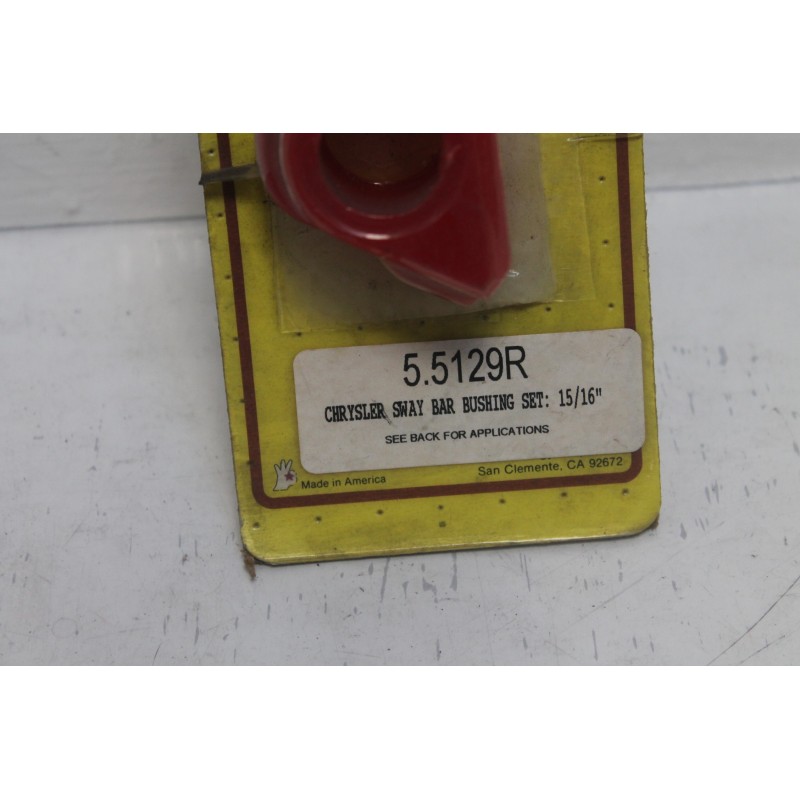 5.5129R
CHRYSLER SWAY BAR BUSHING SET: 15/16"
SEE BACK FOR APPLICATIONS
San Clemente, CA 92672
Made in America